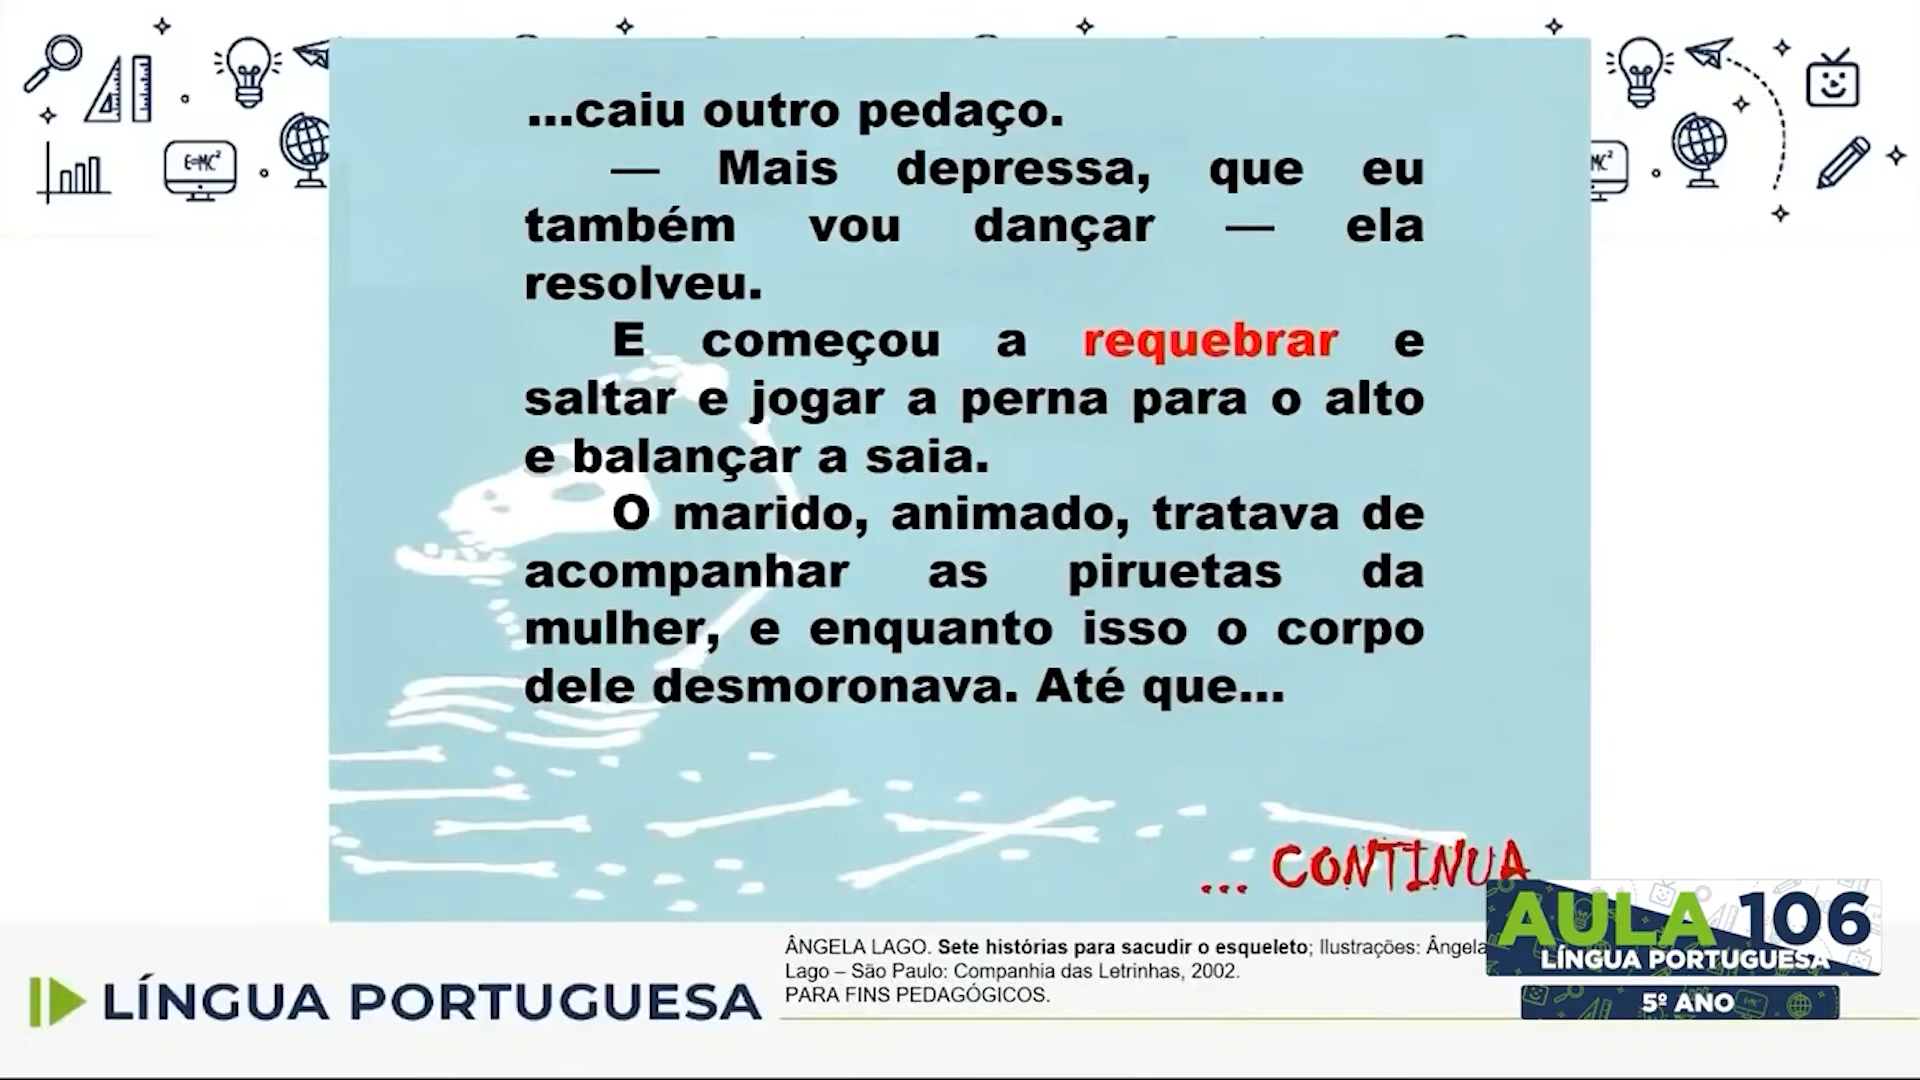 E=MC²
MC²
...caiu outro pedaço.
— Mais depressa, que eu
também vou dançar — ela
resolveu.
E começou a requebrar e
saltar e jogar a perna para o alto
e balançar a saia.
O marido, animado, tratava de
acompanhar as piruetas da
mulher, e enquanto isso o corpo
dele desmoronava. Até que...
... CONTINUA
ÂNGELA LAGO. Sete histórias para sacudir o esqueleto; Ilustrações: Ângela
Lago – São Paulo: Companhia das Letrinhas, 2002.
PARA FINS PEDAGÓGICOS.
LÍNGUA PORTUGUESA
AULA 106
LÍNGUA PORTUGUESA
5º ANO